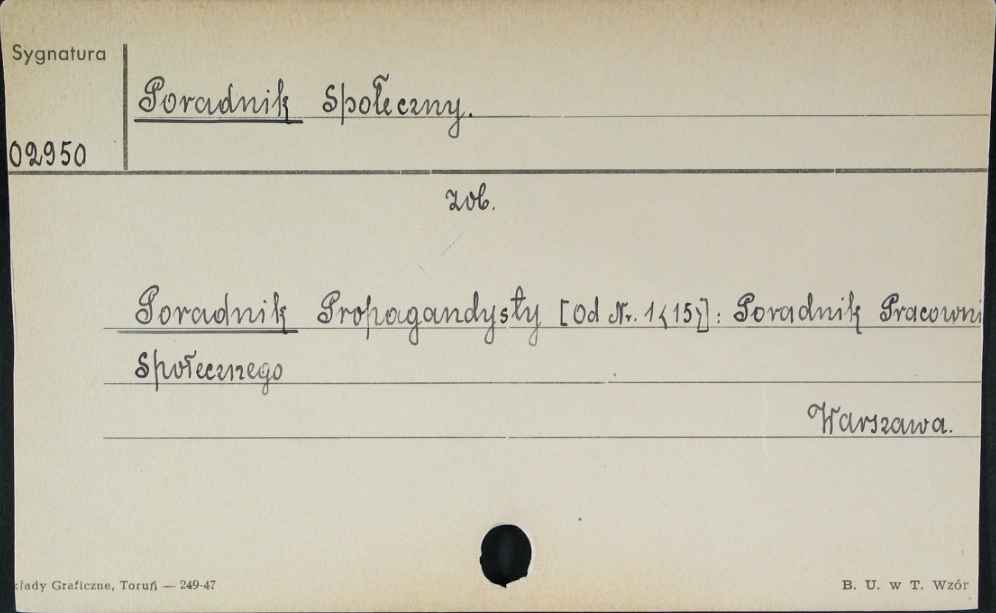 Sygnatura
Poradnik Społeczny.
02950
zob.
Poradnik Propagandysty [Od Nr. 1{15}]: Poradnik Pracowni
Społecznego
Warszawa.
kłady Graficzne, Toruń — 249-47
B. U. w T. Wzór